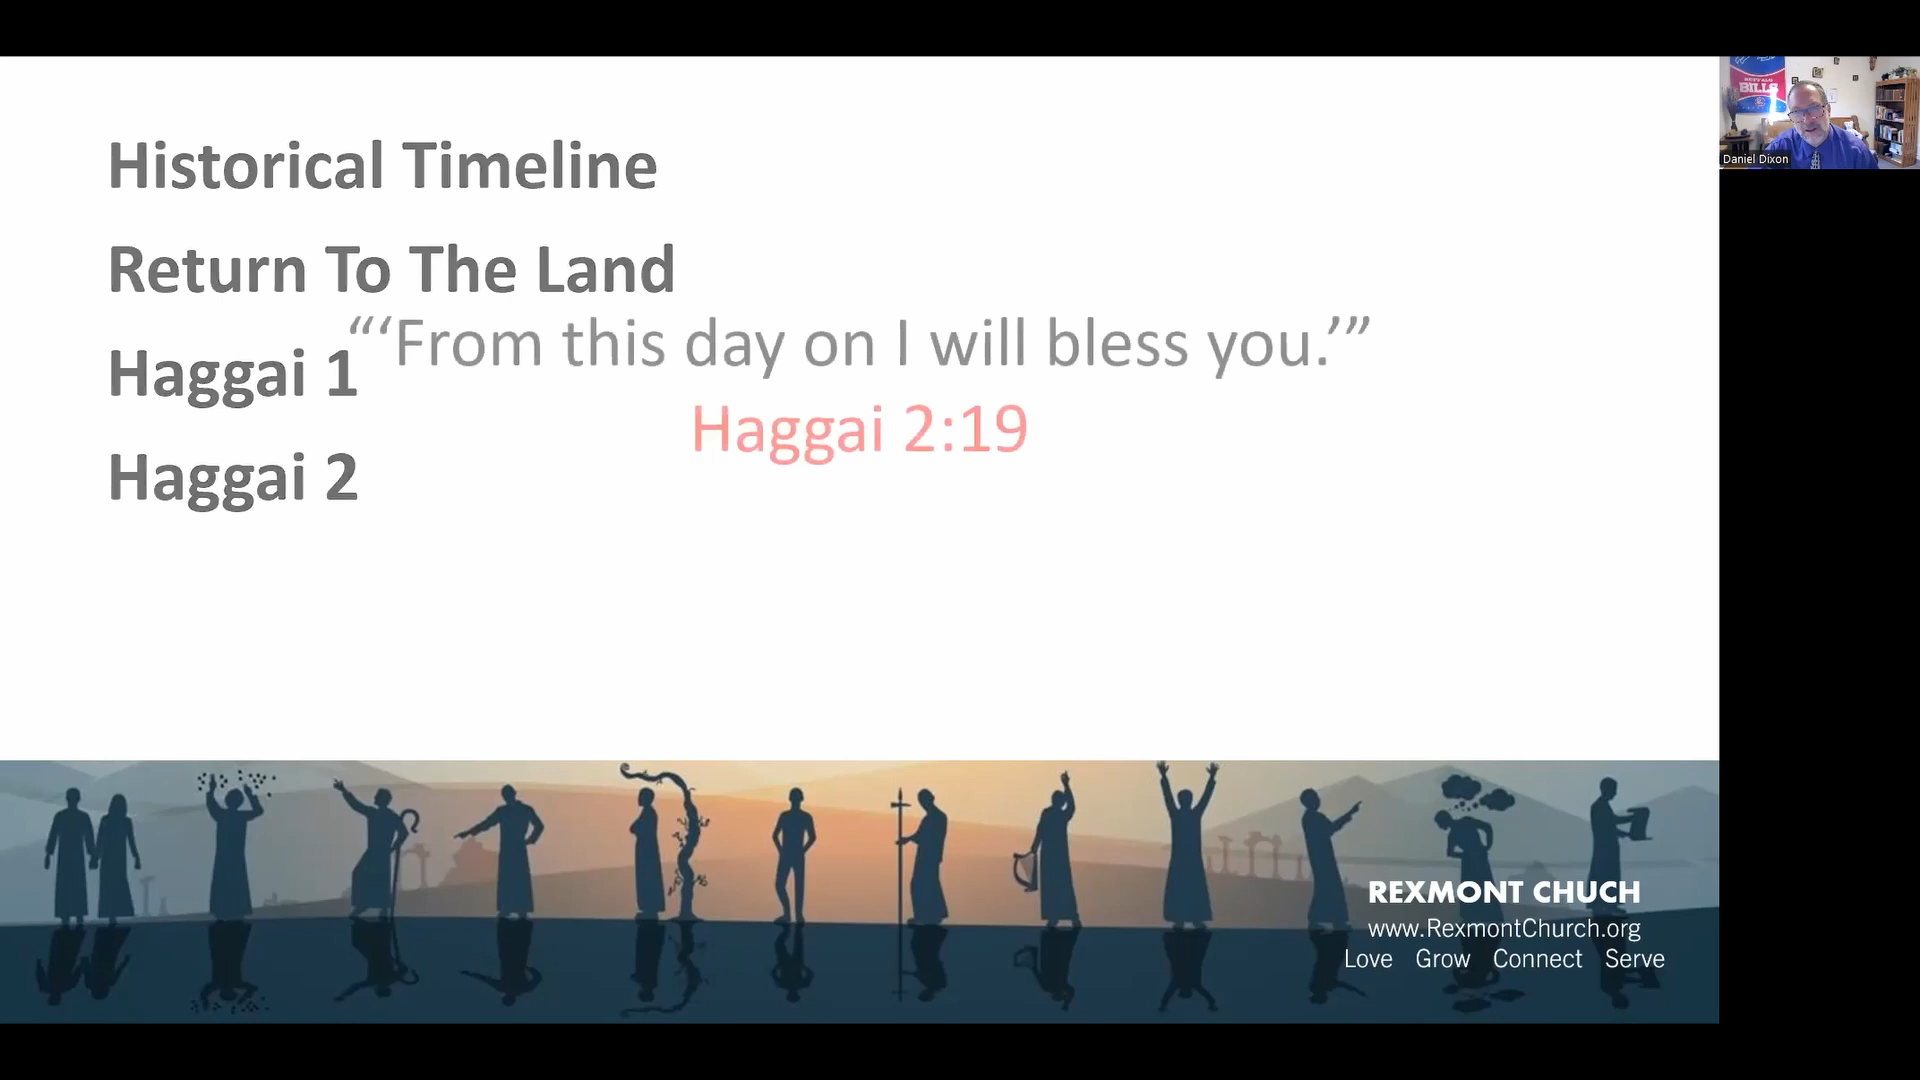 Historical Timeline
Return To The Land
“‘From this day on I will bless you.’”
Haggai 1
Haggai 2:19
Haggai 2
BILLS
Daniel Dixon
REXMONT CHUCH
www.RexmontChurch.org
Love Grow Connect Serve